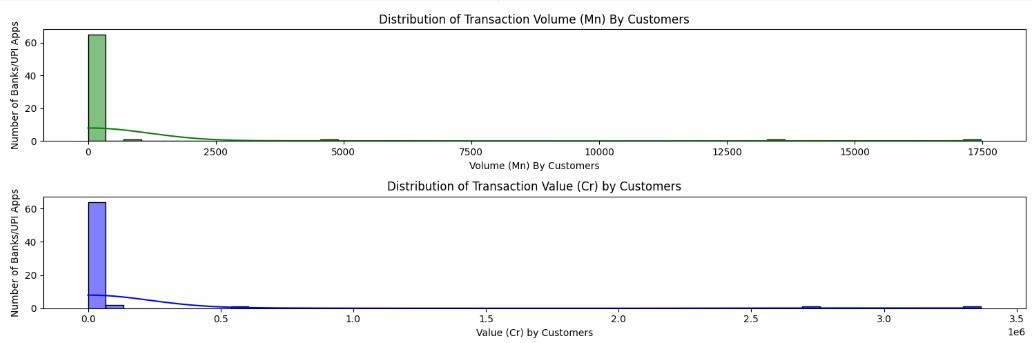 Distribution of Transaction Volume (Mn) By Customers
Number of Banks/UPI Apps
60
40
20
0
0 2500 5000 7500 10000 12500 15000 17500
Volume (Mn) By Customers
Distribution of Transaction Value (Cr) by Customers
Number of Banks/UPI Apps
60
40
20
0
0.0 0.5 1.0 1.5 2.0 2.5 3.0 3.5
1e6
Value (Cr) by Customers